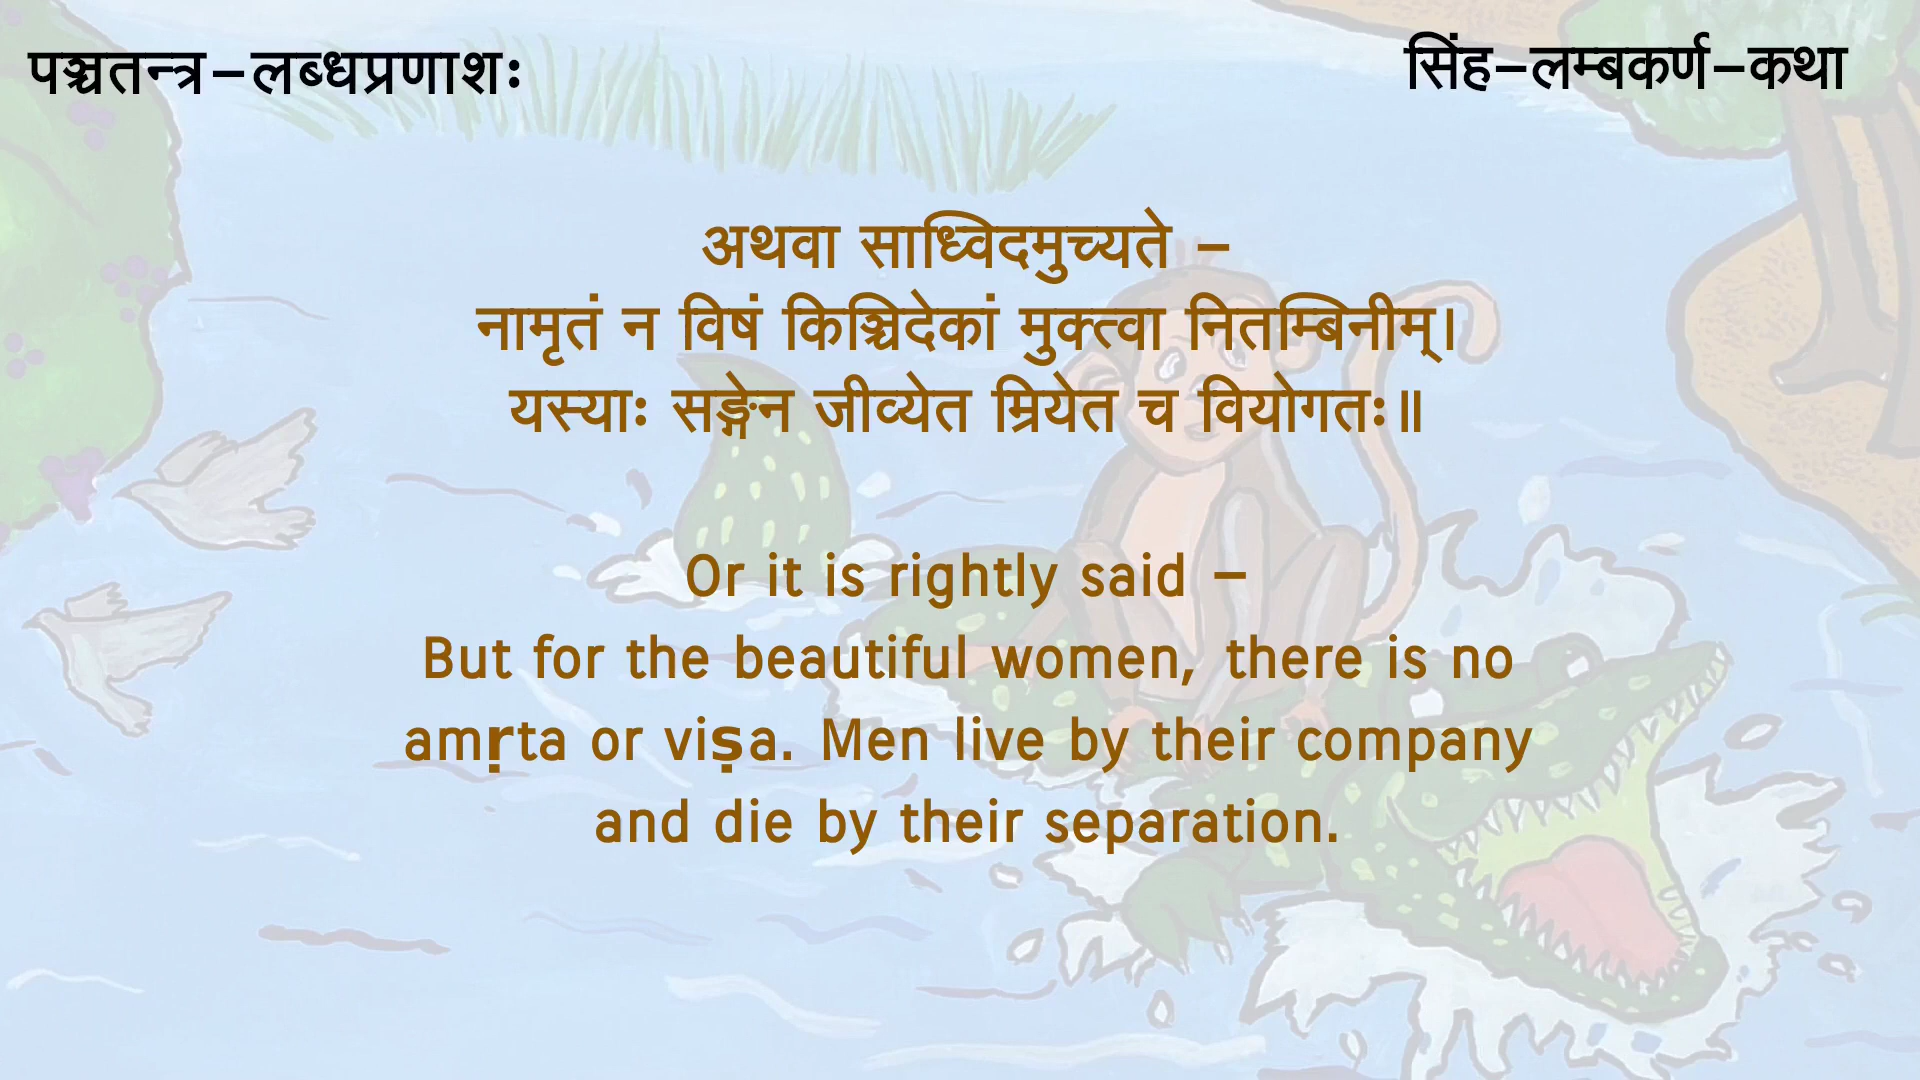 पञ्चतन्त्र-लब्धप्रणाशः
सिंह-लम्बकर्ण-कथा
अथवा साध्विदमुच्यते -
नामृतं न विषं किञ्चिदेकां मुक्त्वा नितम्बिनीम्।
यस्याः सङ्गेन जीव्येत म्रियेत च वियोगतः॥
Or it is rightly said -
But for the beautiful women, there is no
amṛta or viṣa. Men live by their company
and die by their separation.